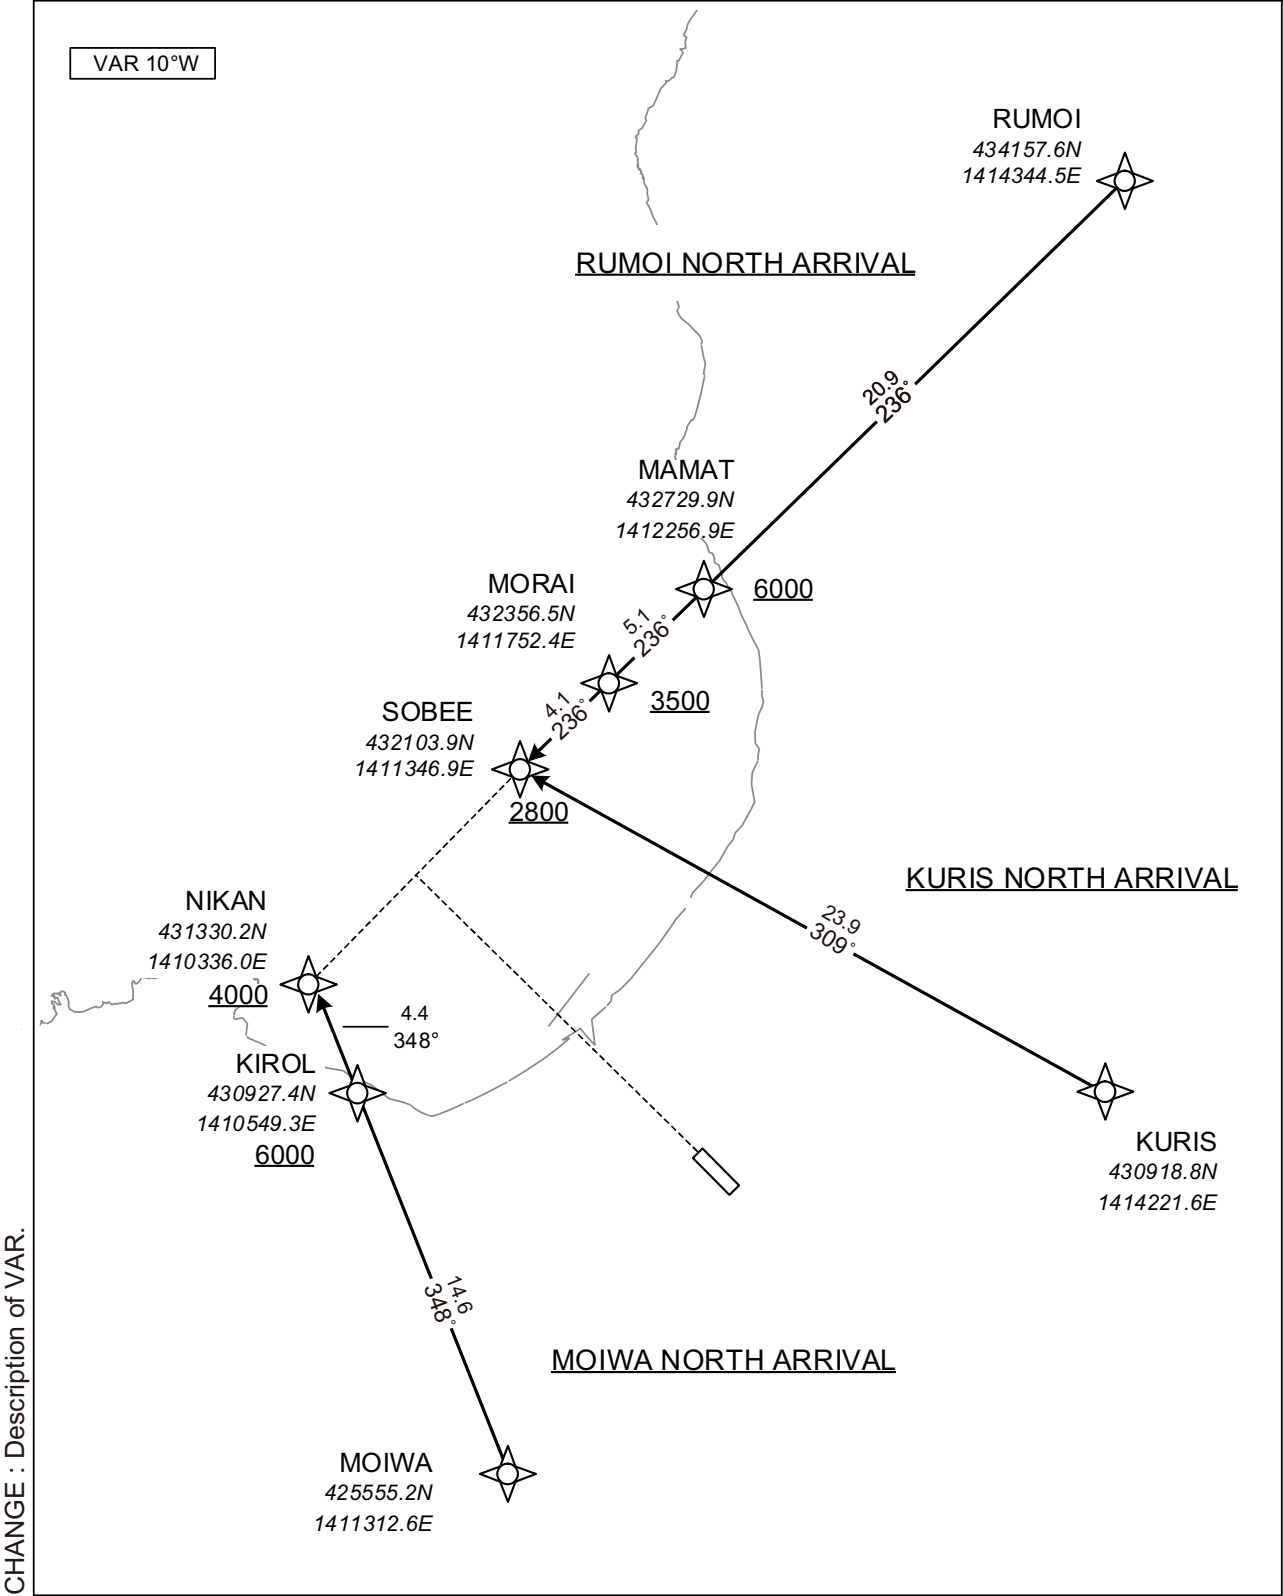 VAR 10°W
RUMOI
434157.6N
1414344.5E
RUMOI NORTH ARRIVAL
20.9
236°
MAMAT
432729.9N
1412256.9E
6000
MORAI
432356.5N
1411752.4E
5.1
236°
3500
SOBEE
432103.9N
1411346.9E
4.1
236°
2800
KURIS NORTH ARRIVAL
23.9
309°
NIKAN
431330.2N
1410336.0E
4000
4.4
348°
KIROL
430927.4N
1410549.3E
6000
KURIS
430918.8N
1414221.6E
14.6
348°
MOIWA NORTH ARRIVAL
MOIWA
425555.2N
1411312.6E
CHANGE : Description of VAR.